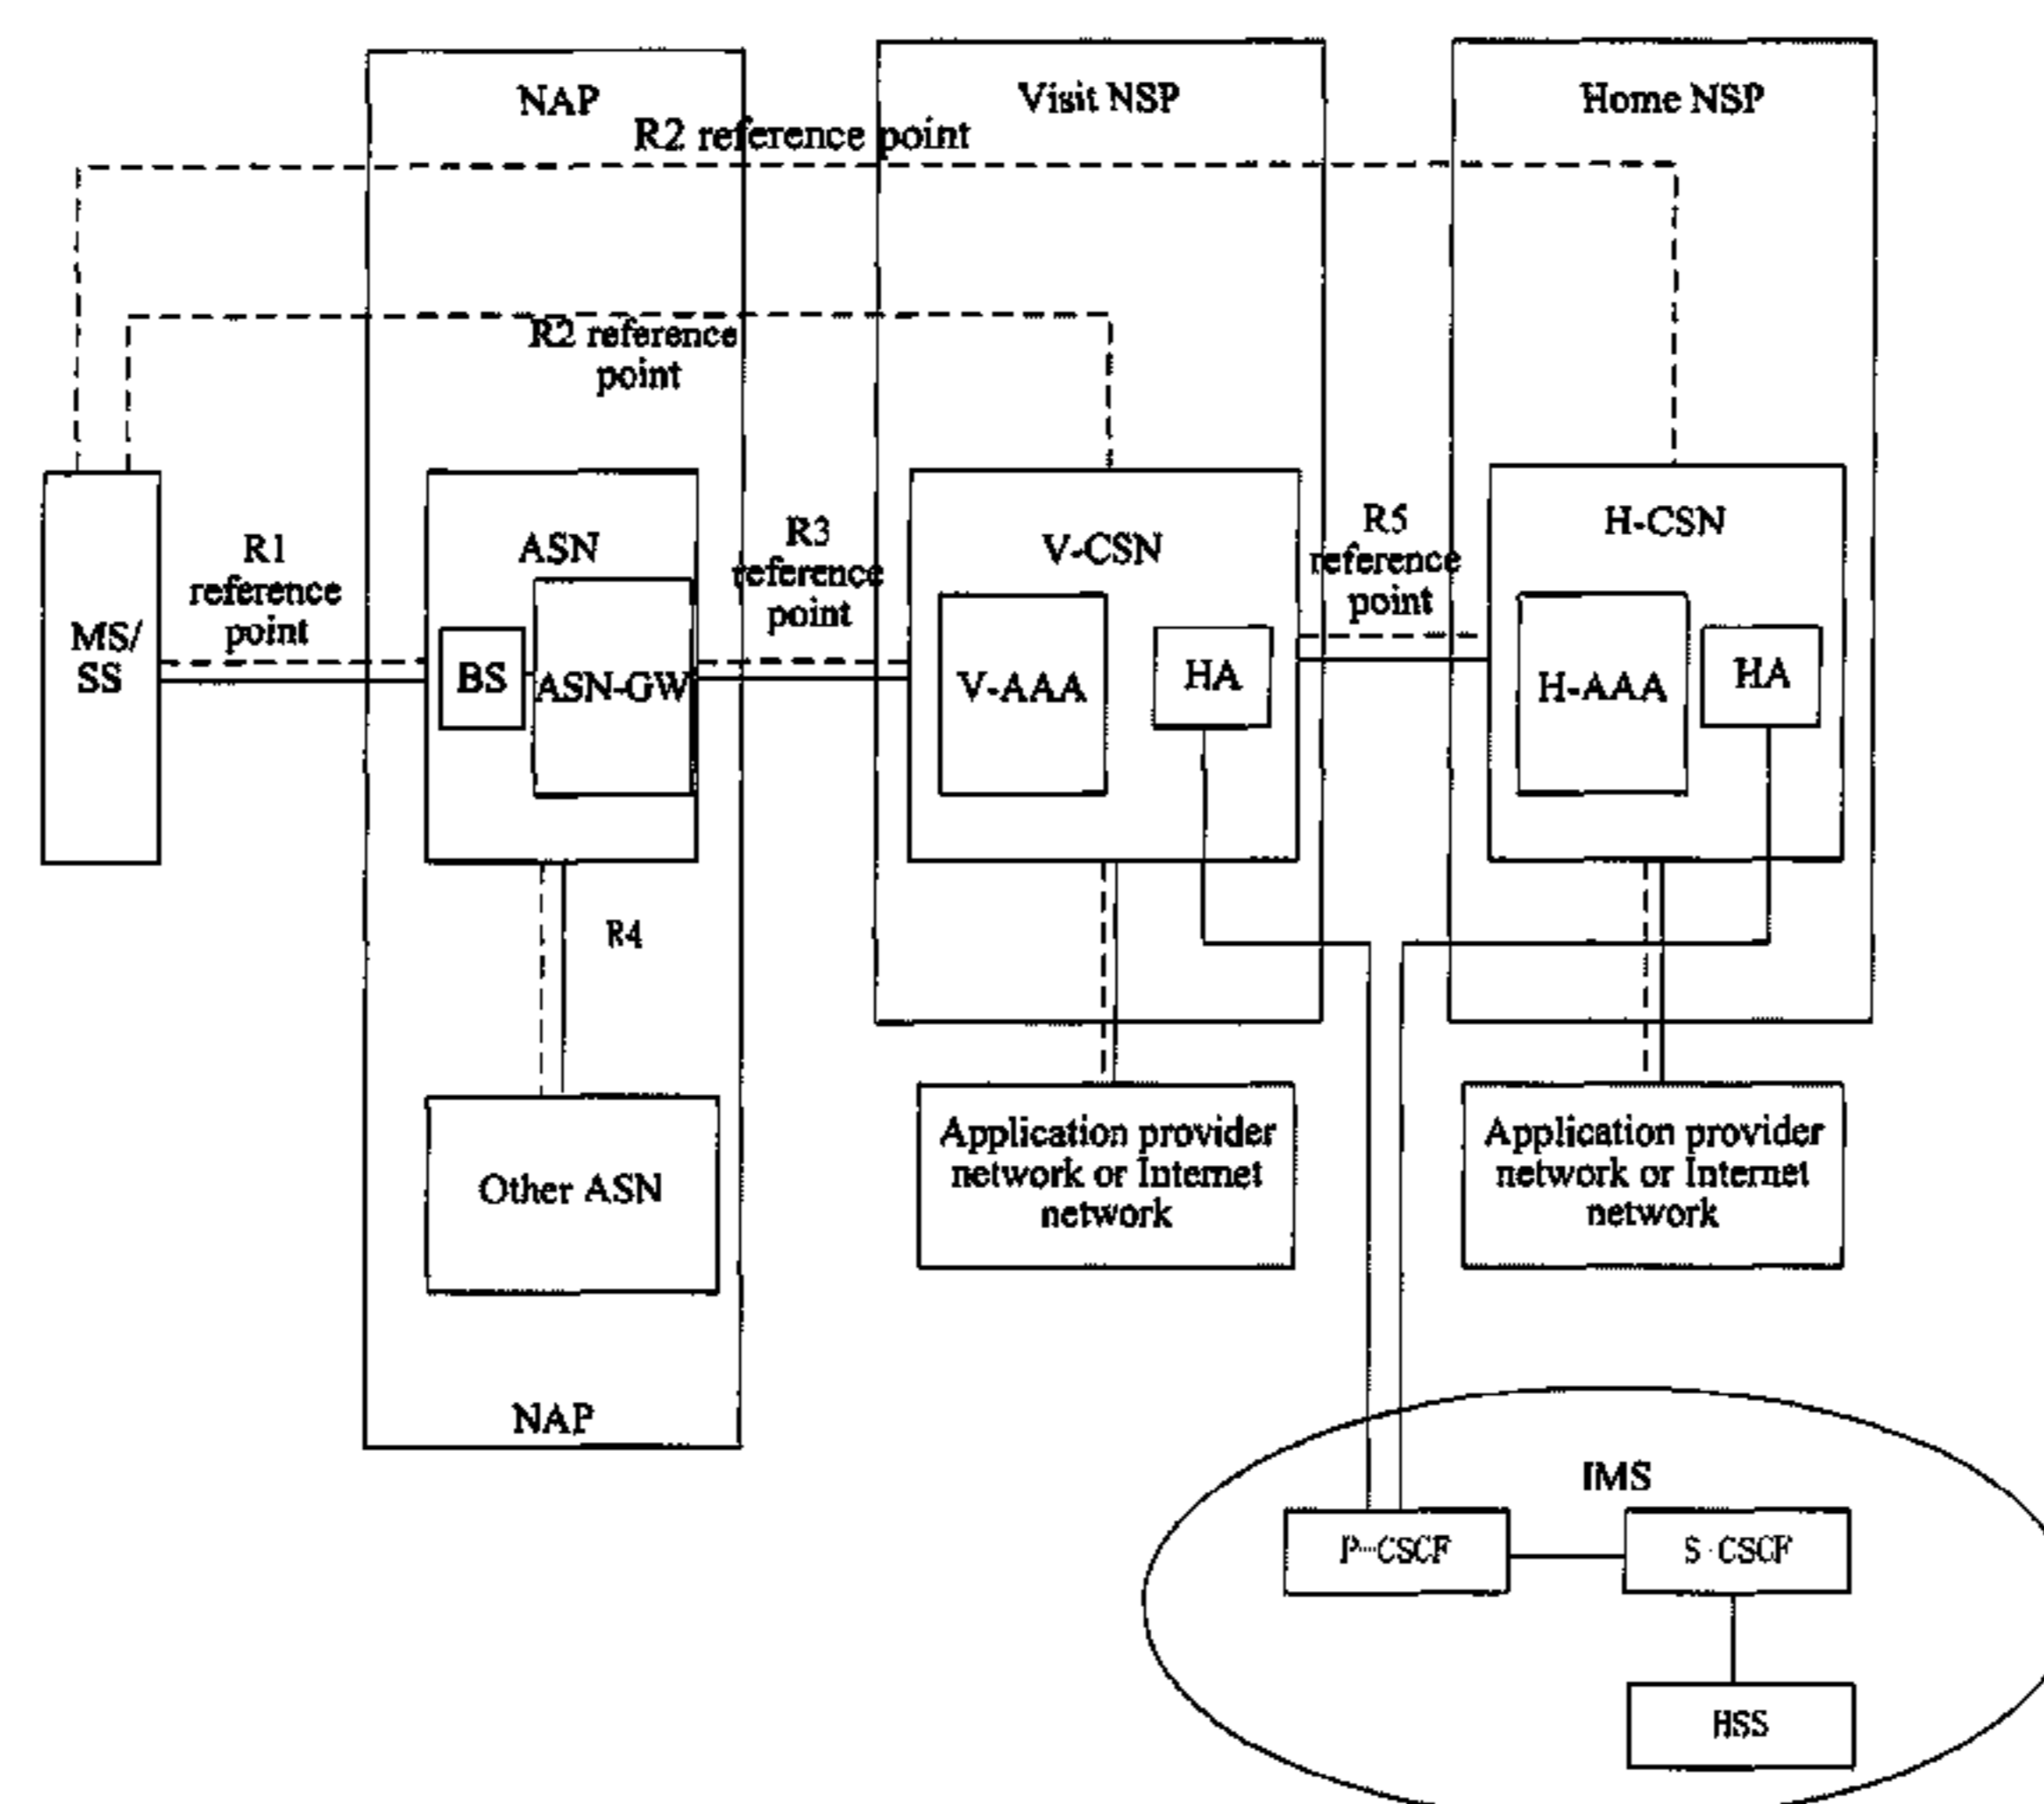 NAP
Visit NSP
Home NSP
R2 reference point
R2 reference
point
R1
reference
point
ASN
R3
reference
point
V-CSN
R5
reference
point
H-CSN
MS/
SS
BS
ASN-GW
V-AAA
HA
H-AAA
HA
R4
Other ASN
Application provider
network or Internet
network
Application provider
network or Internet
network
NAP
IMS
P-CSCF
S-CSCF
HSS